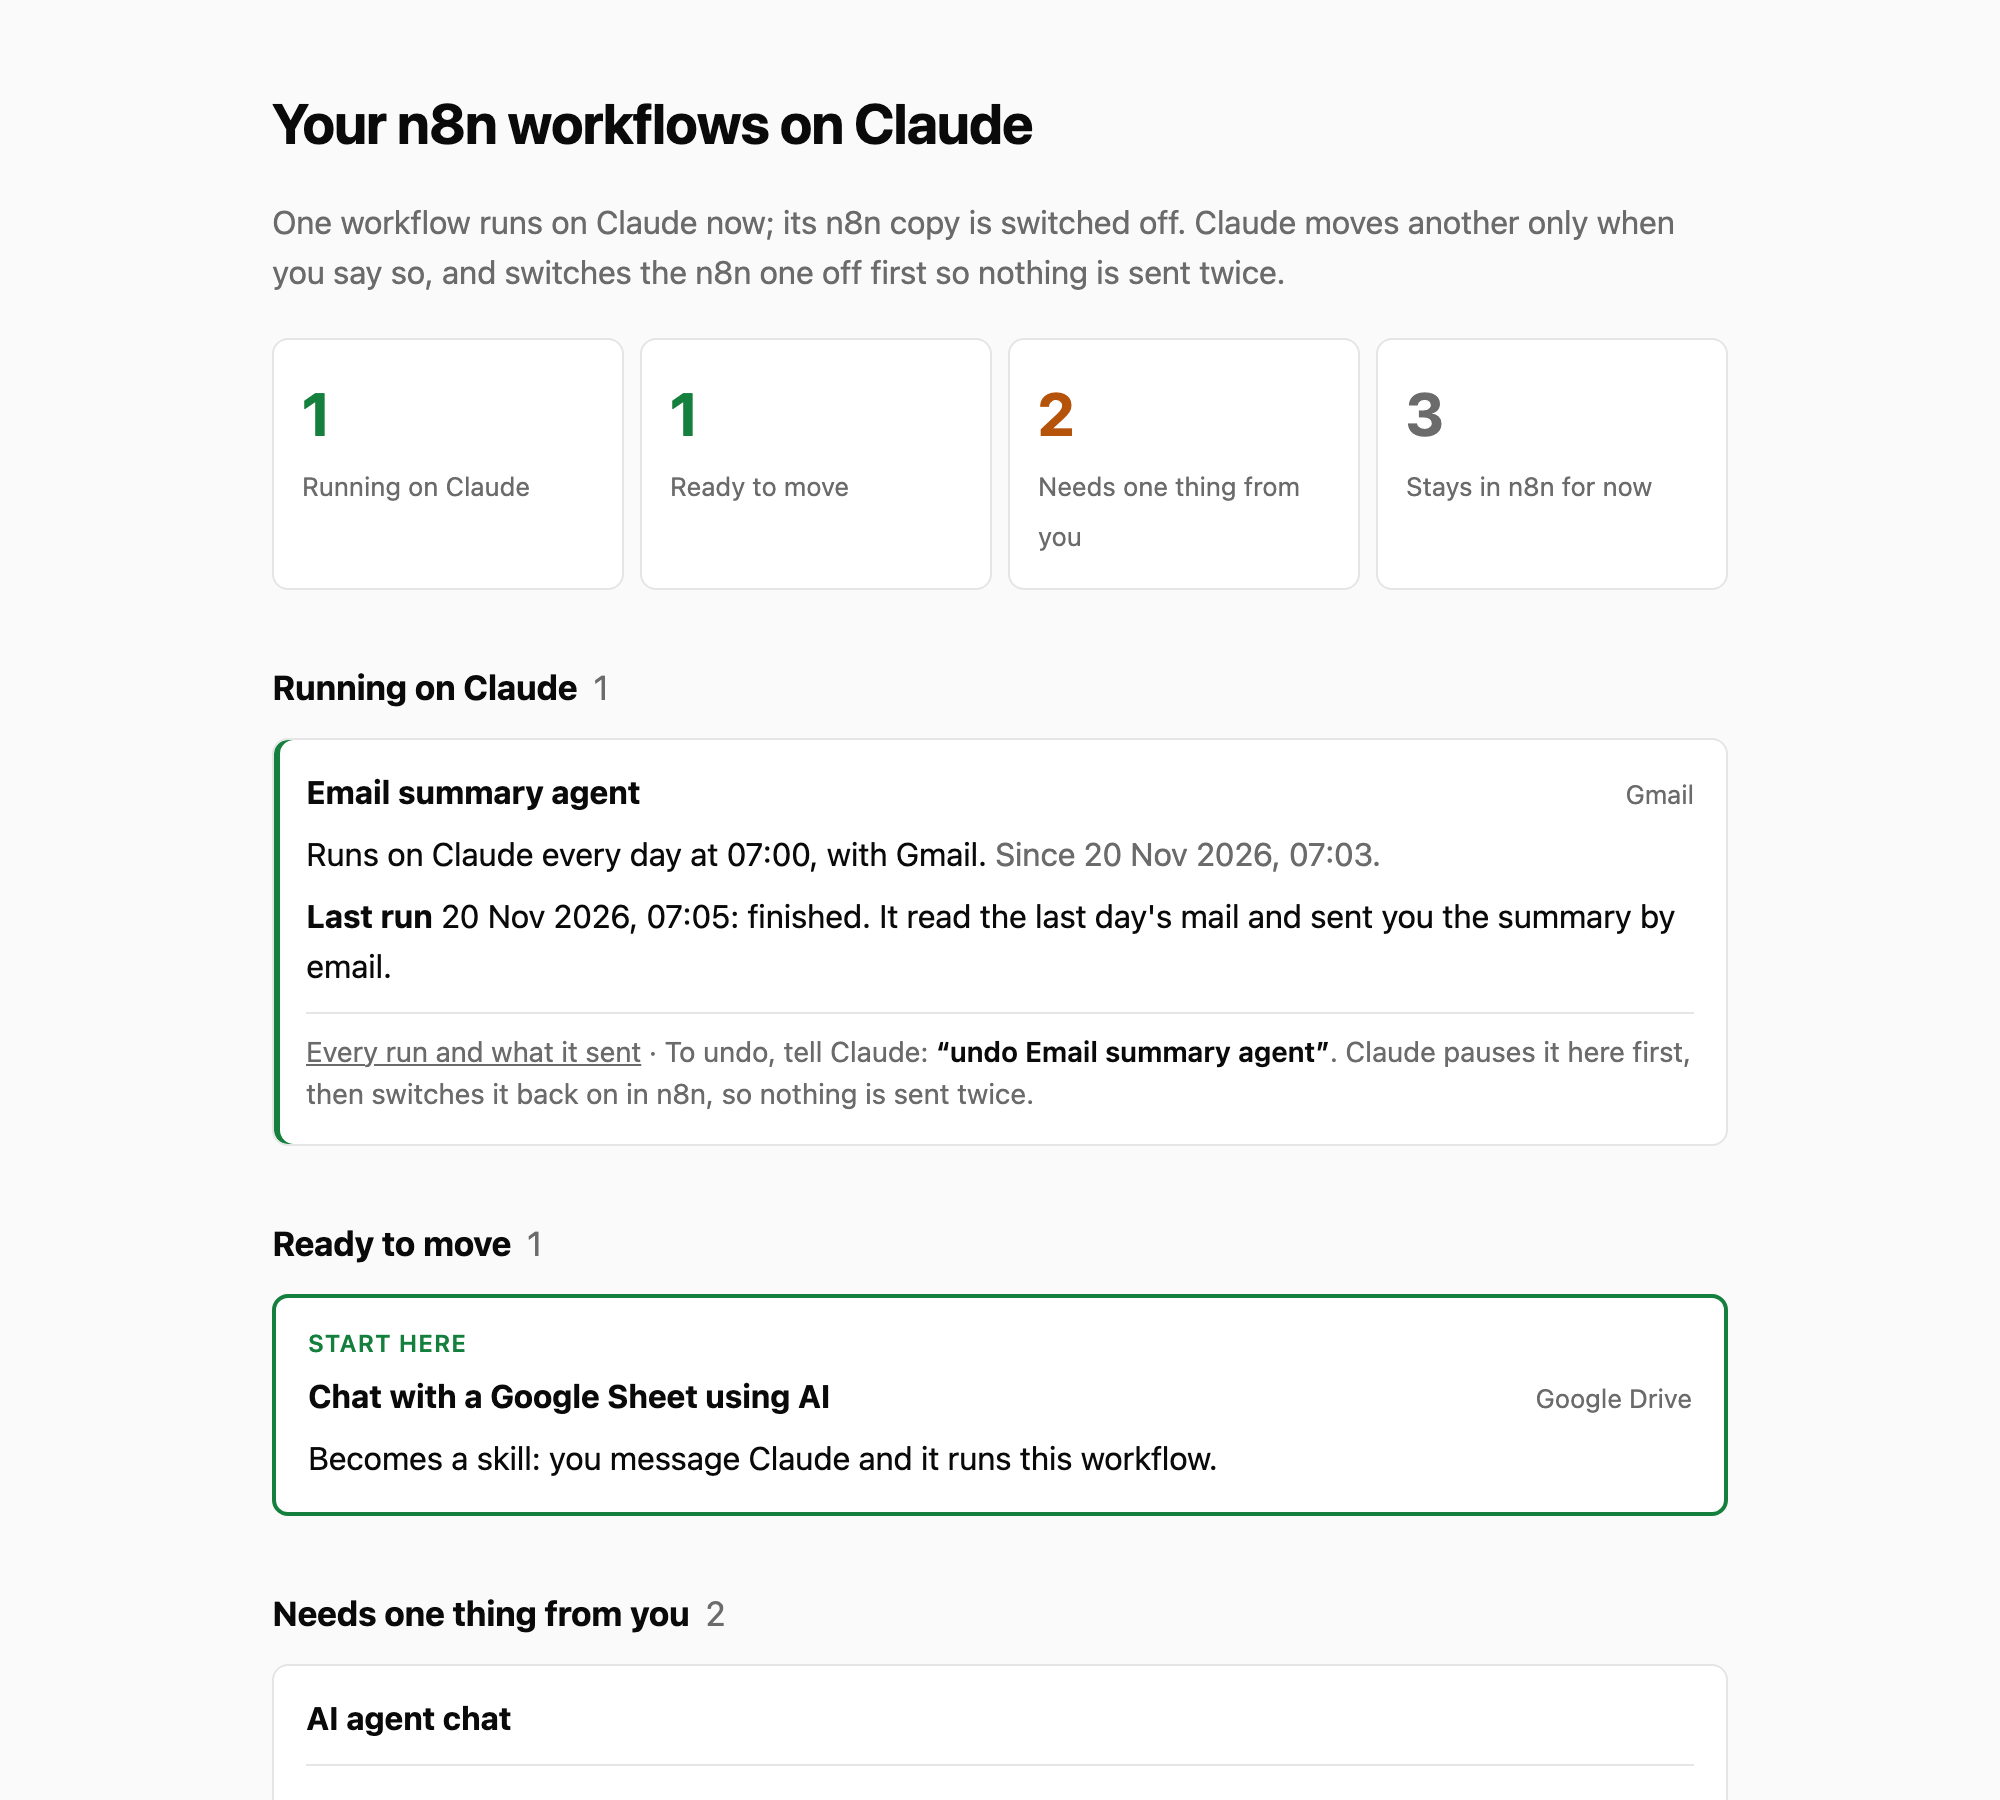 Your n8n workflows on Claude
One workflow runs on Claude now; its n8n copy is switched off. Claude moves another only when
you say so, and switches the n8n one off first so nothing is sent twice.
1
Running on Claude
1
Ready to move
2
Needs one thing from
you
3
Stays in n8n for now
Running on Claude 1
Email summary agent
Gmail
Runs on Claude every day at 07:00, with Gmail. Since 20 Nov 2026, 07:03.
Last run 20 Nov 2026, 07:05: finished. It read the last day's mail and sent you the summary by
email.
Every run and what it sent · To undo, tell Claude: “undo Email summary agent”. Claude pauses it here first,
then switches it back on in n8n, so nothing is sent twice.
Ready to move 1
START HERE
Chat with a Google Sheet using AI
Google Drive
Becomes a skill: you message Claude and it runs this workflow.
Needs one thing from you 2
AI agent chat